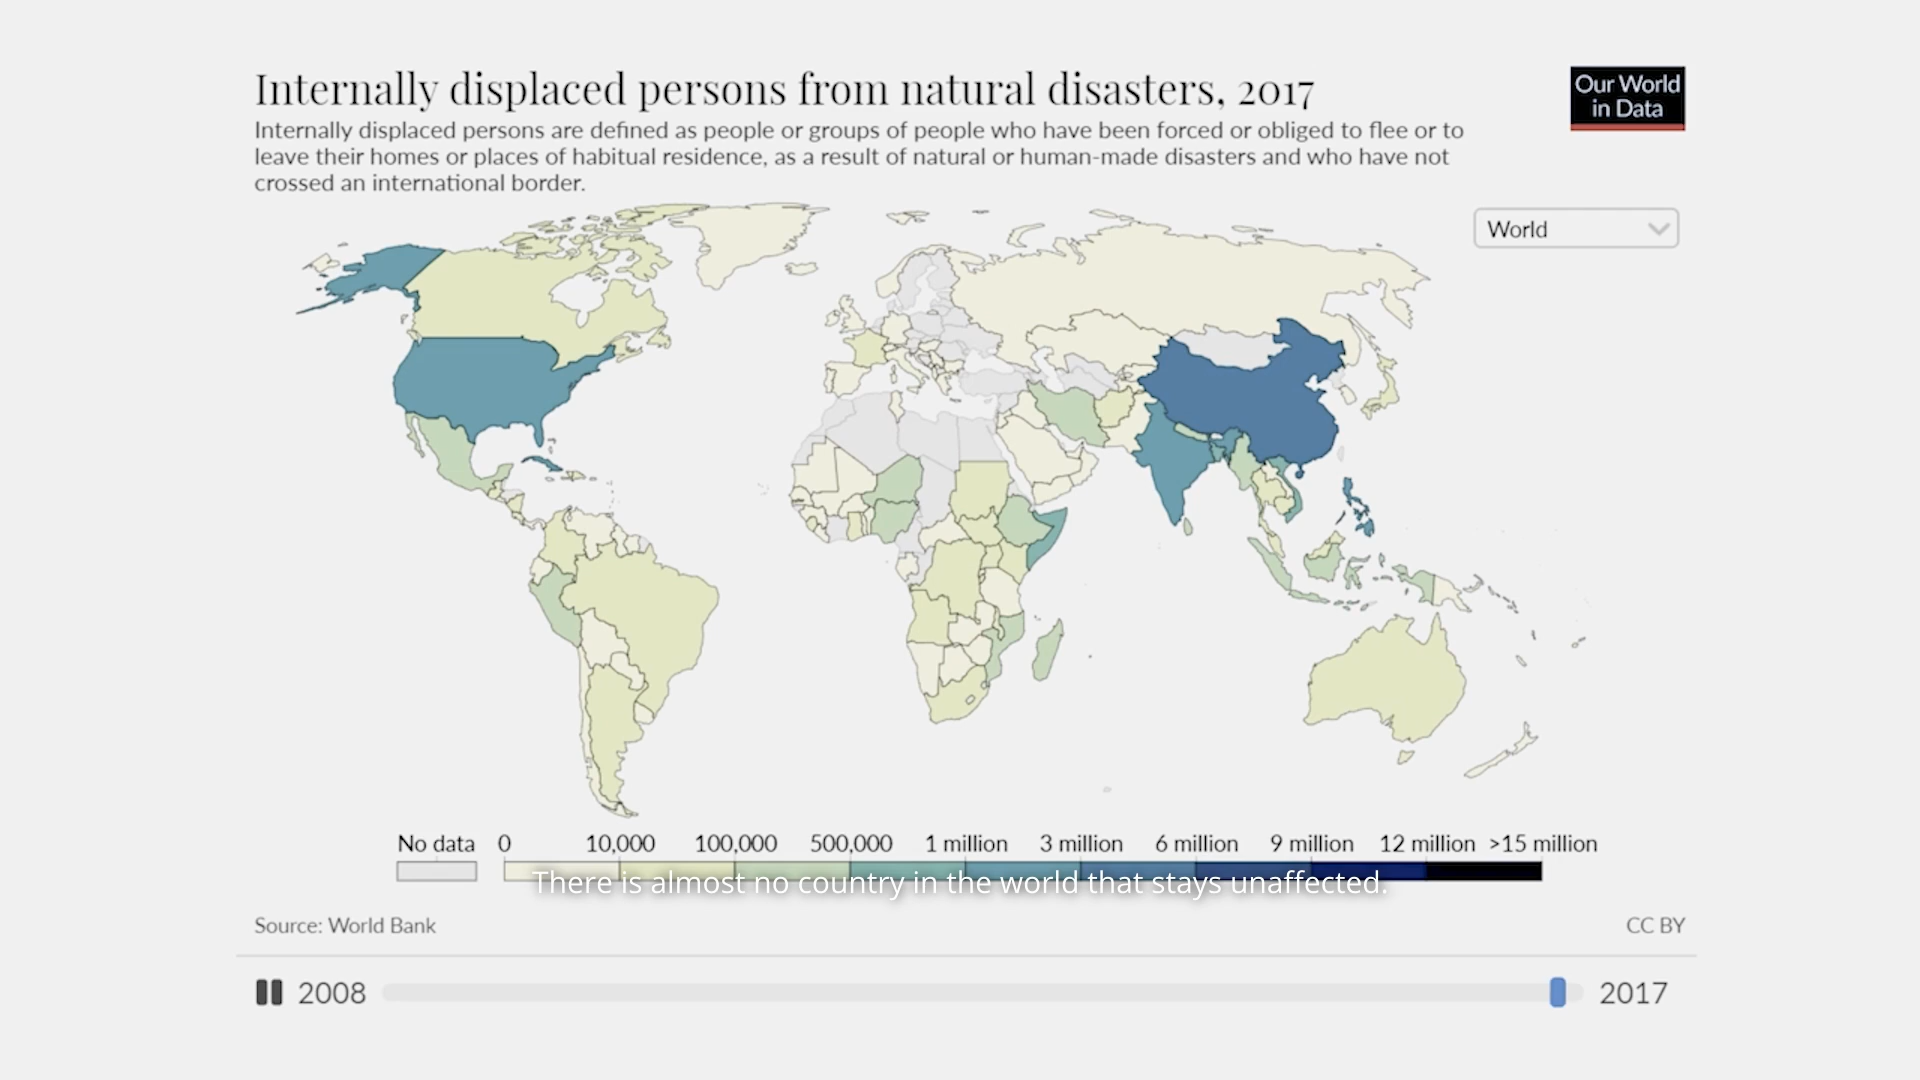 Internally displaced persons from natural disasters, 2017
Our World
in Data
Internally displaced persons are defined as people or groups of people who have been forced or obliged to flee or to
leave their homes or places of habitual residence, as a result of natural or human-made disasters and who have not
crossed an international border.
World
No data 0 10,000 100,000 500,000 1 million 3 million 6 million 9 million 12 million >15 million
There is almost no country in the world that stays unaffected.
Source: World Bank CC BY
2008 2017